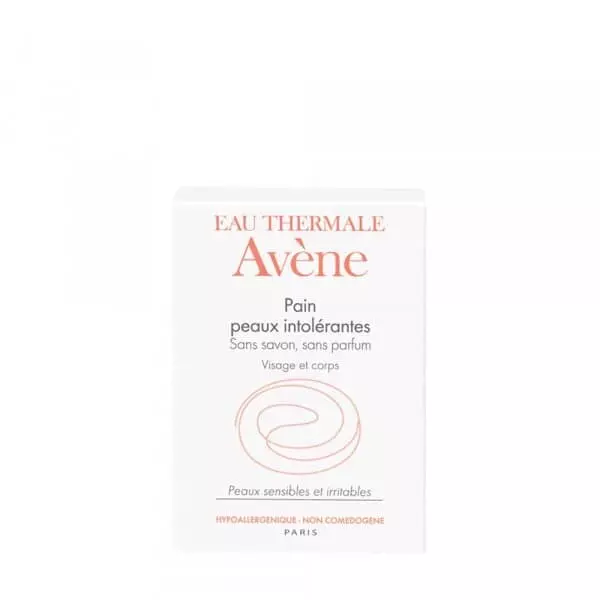 EAU THERMALE
Avène
Pain
peaux intolérantes
Sans savon, sans parfum
Visage et corps
Peaux sensibles et irritables
HYPOALLERGENIQUE - NON COMEDOGENE
PARIS